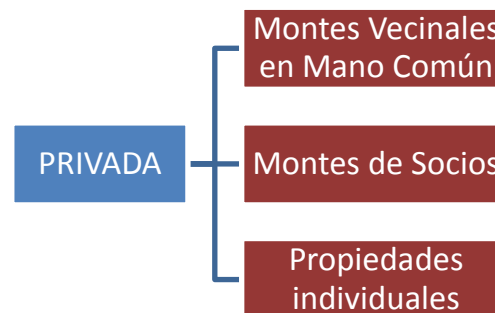 Montes Vecinales
en Mano Común
PRIVADA
Montes de Socios
Propiedades
individuales